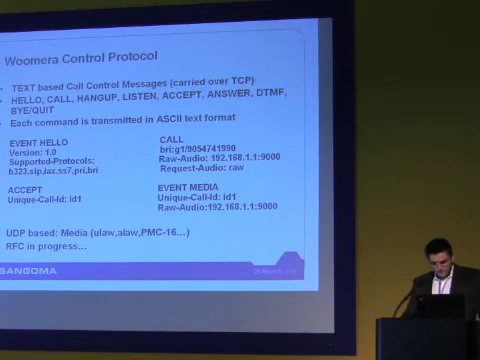 Woomera Control Protocol
TEXT based Call Control Messages (carried over TCP)
HELLO, CALL, HANGUP, LISTEN, ACCEPT, ANSWER, DTMF,
BYE/QUIT
Each command is transmitted in ASCII text format
EVENT HELLO
Version: 1.0
Supported-Protocols:
h323,sip,iax,ss7,pri,bri
CALL
bri:g1/9054741990
Raw-Audio: 192.168.1.1:9000
Request-Audio: raw
ACCEPT
Unique-Call-Id: id1
EVENT MEDIA
Unique-Call-Id: id1
Raw-Audio:192.168.1.1:9000
UDP based: Media (ulaw,alaw,PMC-16...)
RFC in progress...
SANGOMA